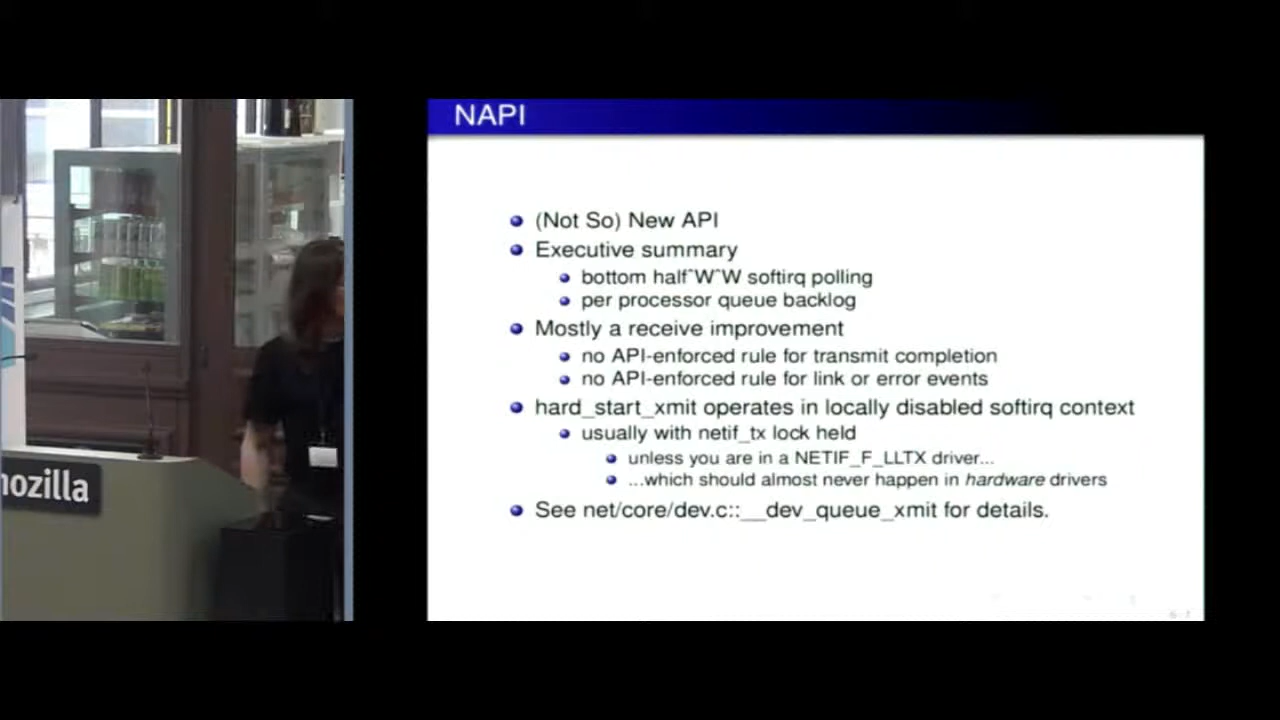 NAPI
(Not So) New API
Executive summary
bottom half^W^W softirq polling
per processor queue backlog
Mostly a receive improvement
no API-enforced rule for transmit completion
no API-enforced rule for link or error events
hard_start_xmit operates in locally disabled softirq context
usually with netif_tx lock held
unless you are in a NETIF_F_LLTX driver...
...which should almost never happen in hardware drivers
See net/core/dev.c::__dev_queue_xmit for details.
mozilla